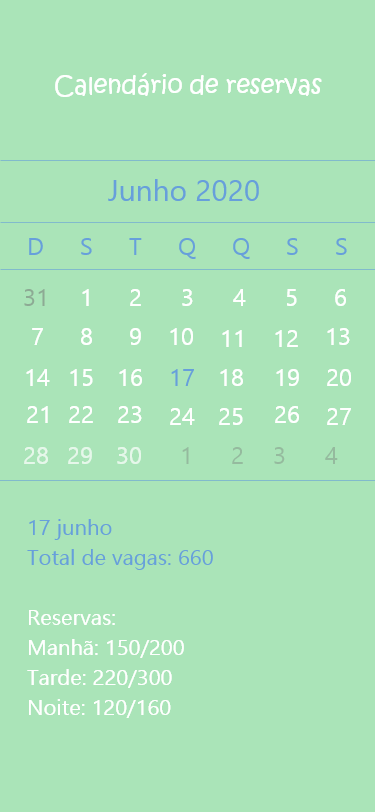 Calendário de reservas
Junho 2020
D S T Q Q S S
31 1 2 3 4 5 6
7 8 9 10 11 12 13
14 15 16 17 18 19 20
21 22 23 24 25 26 27
28 29 30 1 2 3 4
17 junho
Total de vagas: 660
Reservas:
Manhã: 150/200
Tarde: 220/300
Noite: 120/160